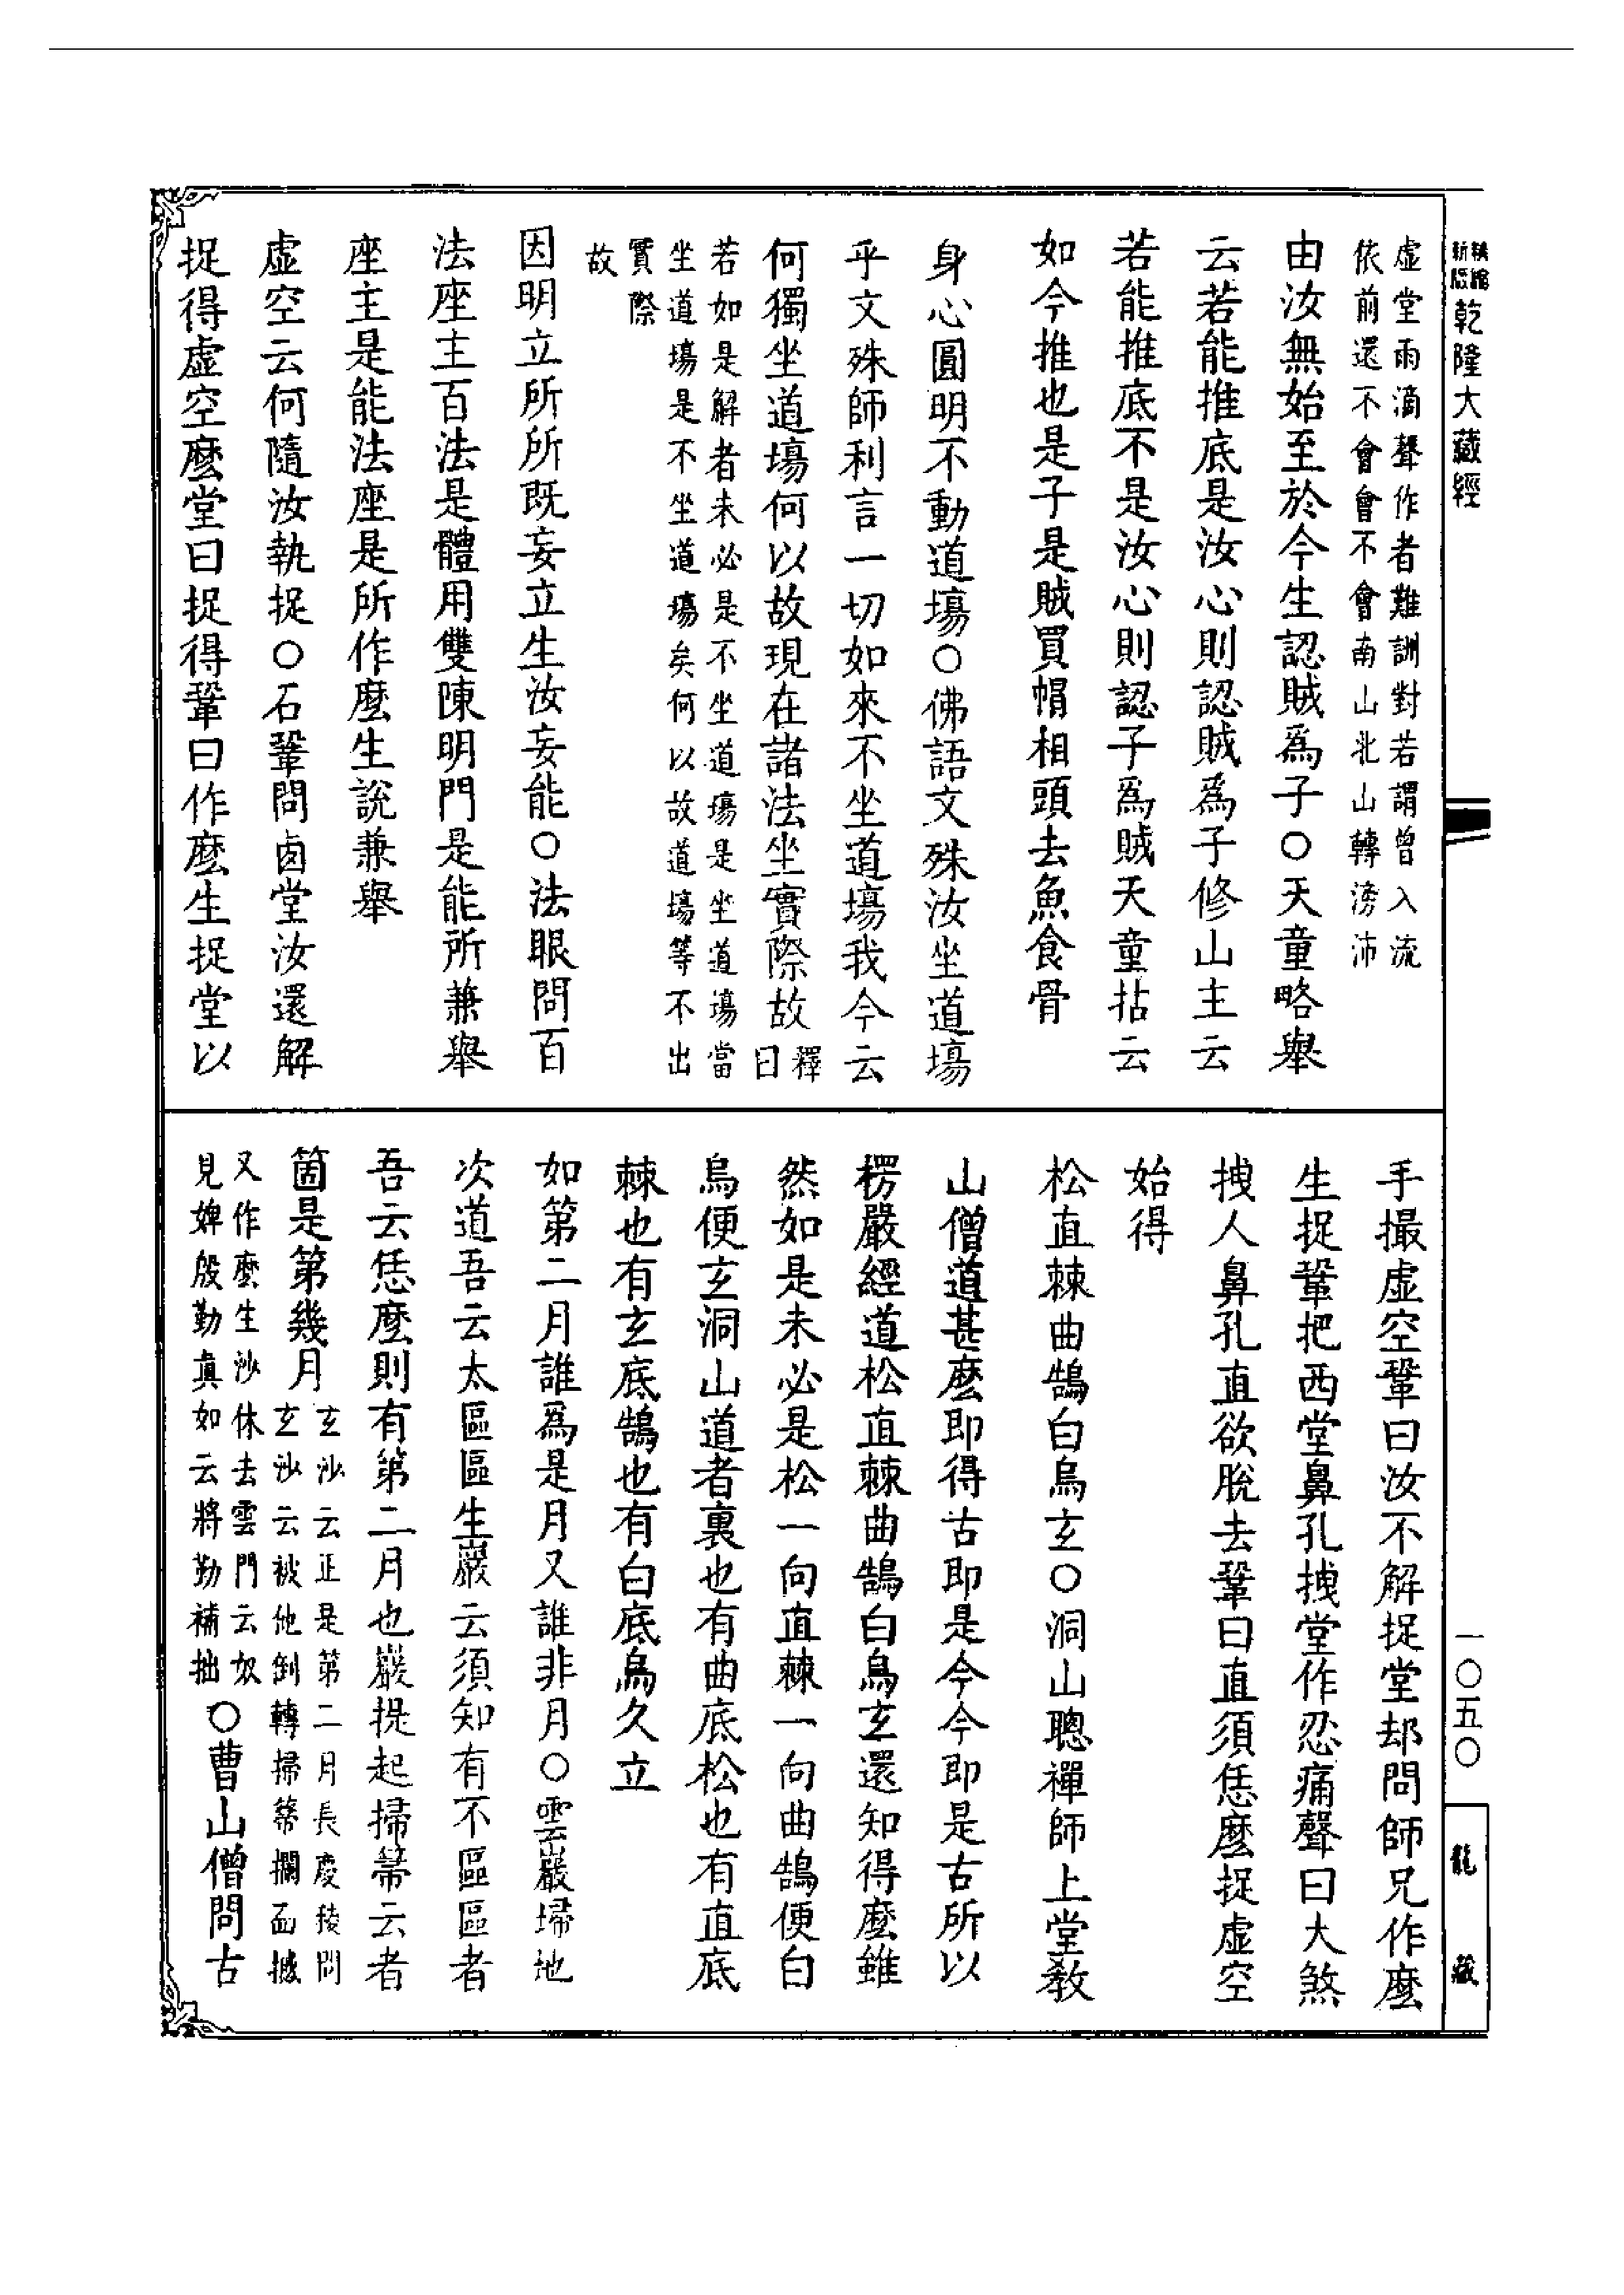 精縮
新版
乾隆大藏經
虛堂雨滴聲作者難訓對若謂曾入流
依前還不會會不會南山北山轉滂沛
由汝無始至於今生認賊爲子○天童略舉
云若能推底是汝心則認賊爲子修山主云
若能推底不是汝心則認子爲賊天童拈云
如今推也是子是賊買帽相頭去魚食骨
身心圓明不動道場○佛語文殊汝坐道場
乎文殊師利言一切如來不坐道場我今云
何獨坐道場何以故現在諸法坐實際故釋
曰
若如是解者未必是不坐道場是坐道場當
坐道場是不坐道場矣何以故道場等不出
實際
故
因明立所所既妄立生汝妄能○法眼問百
法座主百法是體用雙陳明門是能所兼舉
座主是能法座是所作麼生說兼舉
虛空云何隨汝執捉○石鞏問西堂汝還解
捉得虛空麼堂曰捉得鞏曰作麼生捉堂以
手撮虛空鞏曰汝不解捉堂却問師兄作麼
生捉鞏把西堂鼻孔拽堂作忍痛聲曰大煞
拽人鼻孔直欲脫去鞏曰直須恁麼捉虛空
始得
松直棘曲鵠白烏玄○洞山聰禪師上堂教
山僧道甚麼即得古即是今今即是古所以
楞嚴經道松直棘曲鵠白烏玄還知得麼雖
然如是未必是松一向直棘一向曲鵠便白
烏便玄洞山道者裏也有曲底松也有直底
棘也有玄底鵠也有白底烏久立
如第二月誰爲是月又誰非月○雲巖埽地
次道吾云太區區生巖云須知有不區區者
吾云恁麼則有第二月也巖提起掃箒云者
箇是第幾月
玄沙云正是第二月長慶稜問
玄沙云被他倒轉掃箒攔面摵
又作麼生沙休去雲門云奴
見婢殷勤真如云將勤補拙
○曹山僧問古
一〇五〇
龍藏